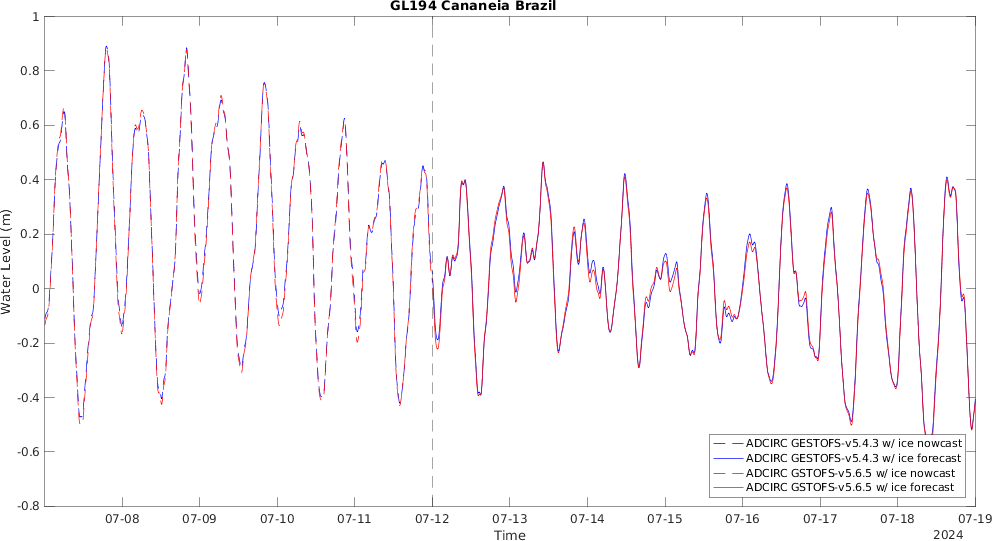 GL194 Cananeia Brazil
1
0.8
0.6
0.4
0.2
0
-0.2
-0.4
-0.6
-0.8
Water Level (m)
ADCIRC GESTOFS-v5.4.3 w/ ice nowcast
ADCIRC GESTOFS-v5.4.3 w/ ice forecast
ADCIRC GSTOFS-v5.6.5 w/ ice nowcast
ADCIRC GSTOFS-v5.6.5 w/ ice forecast
07-08 07-09 07-10 07-11 07-12 07-13 07-14 07-15 07-16 07-17 07-18 07-19
Time
2024